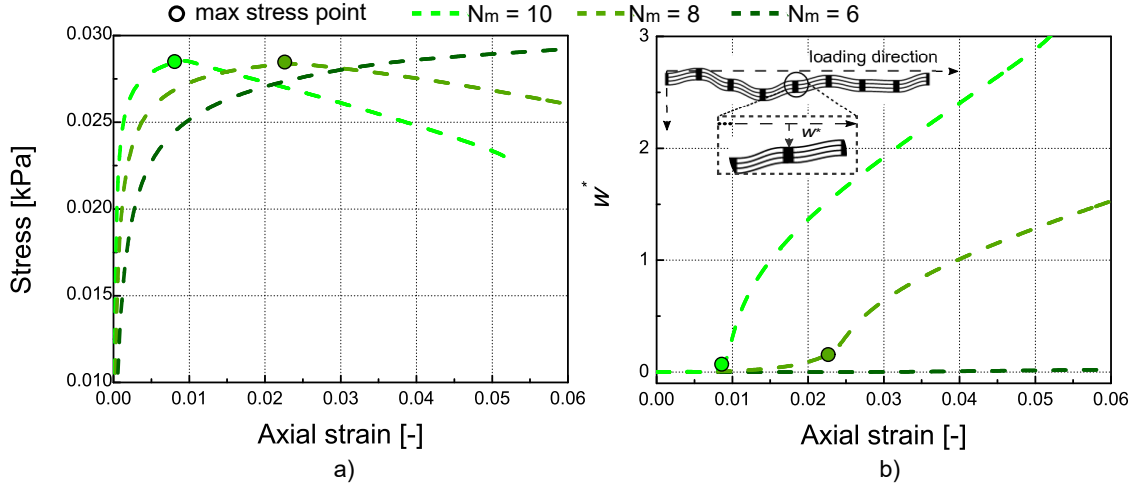 max stress point Nm = 10 Nm = 8 Nm = 6
Stress [kPa]
0.030
0.025
0.020
0.015
0.010
0.00 0.01 0.02 0.03 0.04 0.05 0.06
Axial strain [-]
a)
w*
3
2
1
0
loading direction
w*
0.00 0.01 0.02 0.03 0.04 0.05 0.06
Axial strain [-]
b)